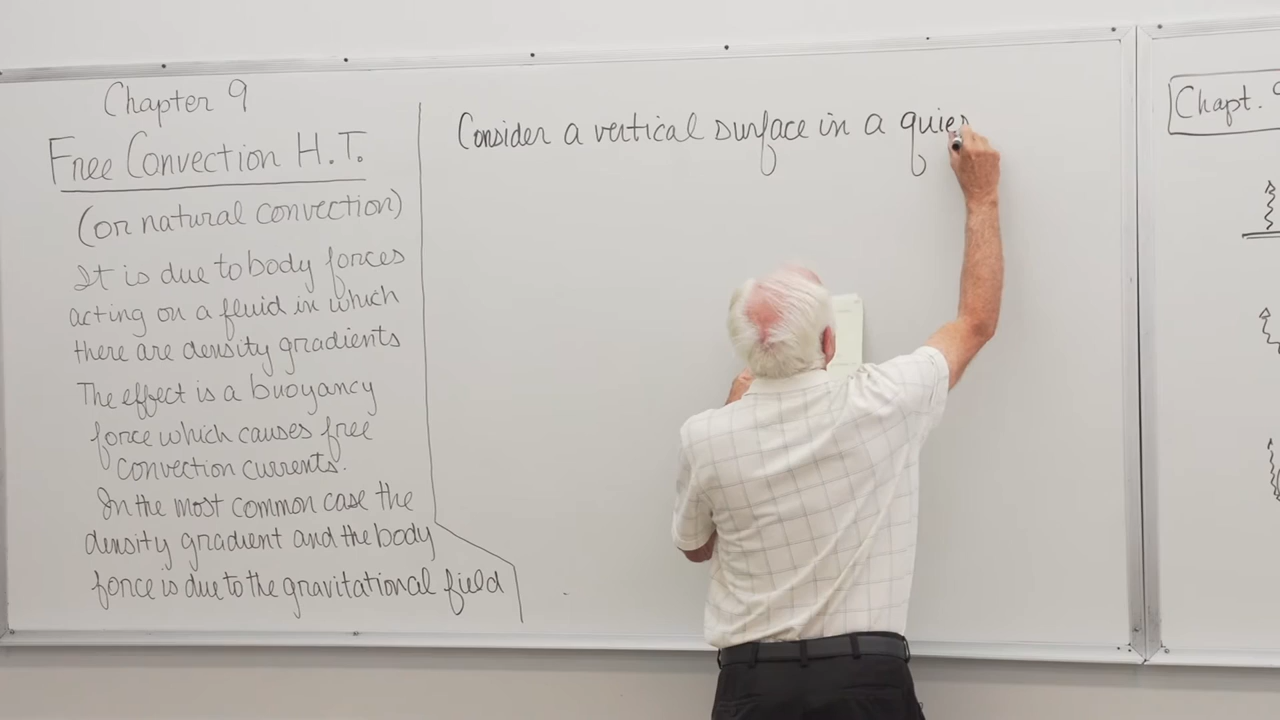 Chapter 9
Free Convection H.T.
(or natural convection)
It is due to body forces
acting on a fluid in which
there are density gradients
The effect is a buoyancy
force which causes free
convection currents.
In the most common case the
density gradient and the body
force is due to the gravitational field
Consider a vertical surface in a quies
Chapt. 9